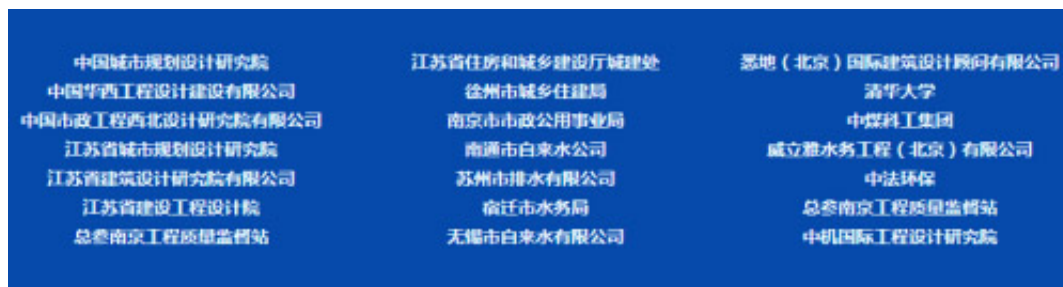 中国城市规划设计研究院
中国华西工程设计建设有限公司
中国市政工程西北设计研究院有限公司
江苏省城市规划设计研究院
江苏省建筑设计研究院有限公司
江苏省建设工程设计院
总参南京工程质量监督站
江苏省住房和城乡建设厅城建处
徐州市城乡住建局
南京市市政公用事业局
南通市自来水公司
苏州市排水有限公司
宿迁市水务局
无锡市自来水有限公司
悉地（北京）国际建筑设计顾问有限公司
清华大学
中煤科工集团
威立雅水务工程（北京）有限公司
中法环保
总参南京工程质量监督站
中机国际工程设计研究院